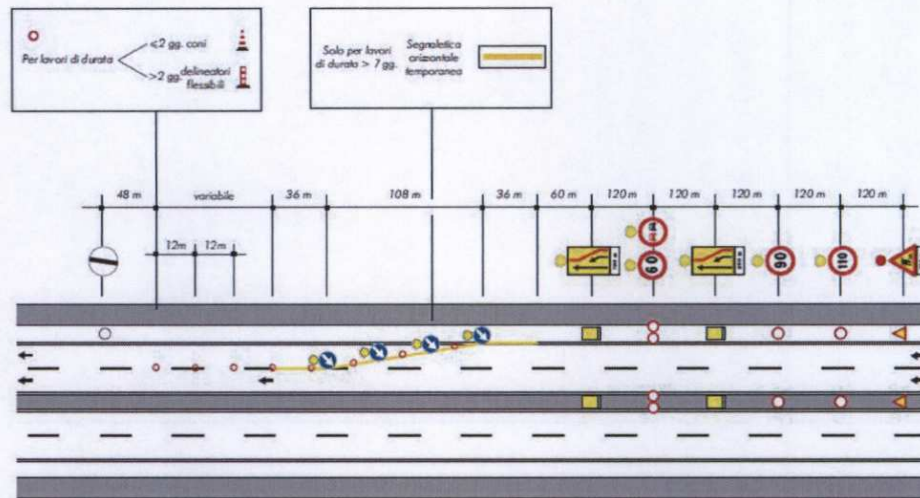 Per lavori di durata
≤2 gg. coni
>2 gg. delineatori
flessibili
Solo per lavori
di durata > 7 gg.
Segnaletica
orizzontale
temporanea
48 m
variabile
36 m
108 m
36 m
60 m
120 m
120 m
120 m
120 m
120 m
12m
12m
60
90
110